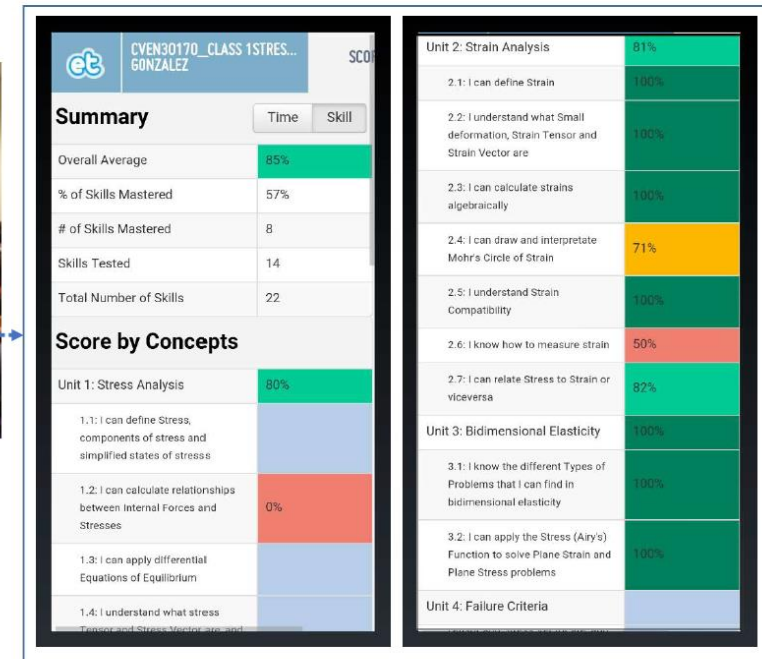 et
CVEN30170_CLASS 1STRES...
GONZALEZ
SCOR
Summary
Time Skill
Overall Average 85%
% of Skills Mastered 57%
# of Skills Mastered 8
Skills Tested 14
Total Number of Skills 22
Score by Concepts
Unit 1: Stress Analysis 80%
1.1: I can define Stress,
components of stress and
simplified states of stresss
1.2: I can calculate relationships
between Internal Forces and
Stresses
0%
1.3: I can apply differential
Equations of Equilibrium
1.4: I understand what stress
Tensor and Stress Vector are, and
Unit 2: Strain Analysis 81%
2.1: I can define Strain 100%
2.2: I understand what Small
deformation, Strain Tensor and
Strain Vector are
100%
2.3: I can calculate strains
algebraically
100%
2.4: I can draw and interpretate
Mohr's Circle of Strain
71%
2.5: I understand Strain
Compatibility
100%
2.6: I know how to measure strain 50%
2.7: I can relate Stress to Strain or
viceversa
82%
Unit 3: Bidimensional Elasticity 100%
3.1: I know the different Types of
Problems that I can find in
bidimensional elasticity
100%
3.2: I can apply the Stress (Airy's)
Function to solve Plane Strain and
Plane Stress problems
100%
Unit 4: Failure Criteria